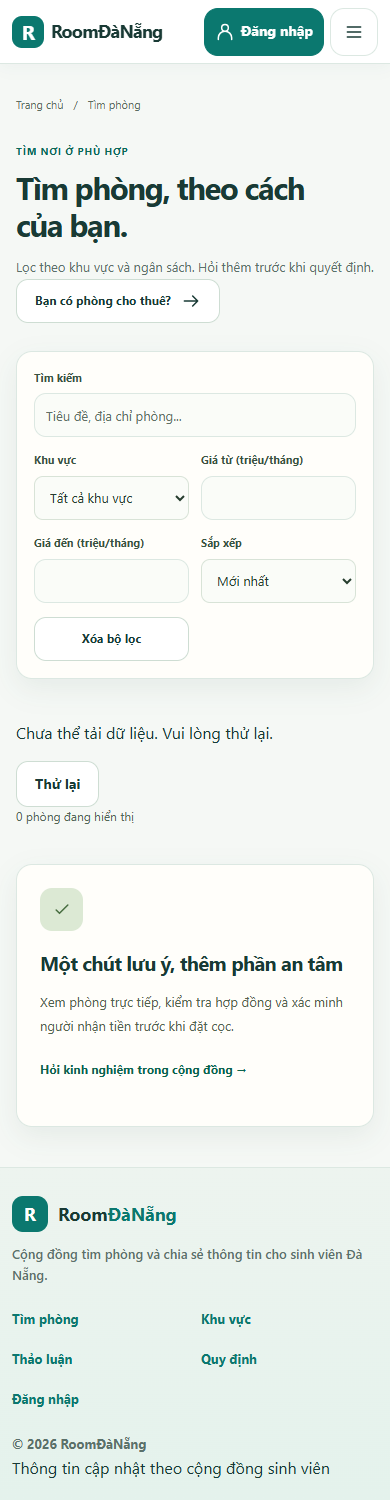 R RoomĐàNẵng Đăng nhập
Trang chủ / Tìm phòng
TÌM NƠI Ở PHÙ HỢP
Tìm phòng, theo cách
của bạn.
Lọc theo khu vực và ngân sách. Hỏi thêm trước khi quyết định.
Bạn có phòng cho thuê? →
Tìm kiếm
Tiêu đề, địa chỉ phòng...
Khu vực Giá từ (triệu/tháng)
Tất cả khu vực
Giá đến (triệu/tháng) Sắp xếp
Mới nhất
Xóa bộ lọc
Chưa thể tải dữ liệu. Vui lòng thử lại.
Thử lại
0 phòng đang hiển thị
Một chút lưu ý, thêm phần an tâm
Xem phòng trực tiếp, kiểm tra hợp đồng và xác minh
người nhận tiền trước khi đặt cọc.
Hỏi kinh nghiệm trong cộng đồng →
R RoomĐàNẵng
Cộng đồng tìm phòng và chia sẻ thông tin cho sinh viên Đà
Nẵng.
Tìm phòng Khu vực
Thảo luận Quy định
Đăng nhập
© 2026 RoomĐàNẵng
Thông tin cập nhật theo cộng đồng sinh viên